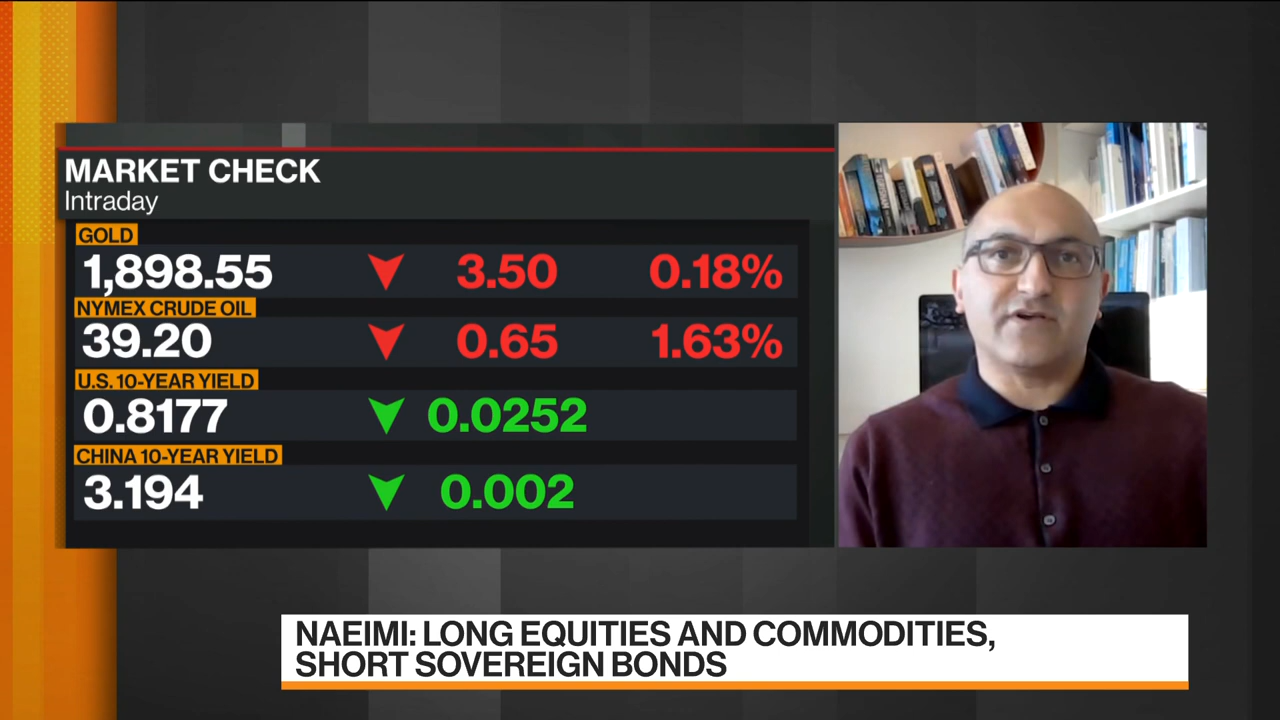 MARKET CHECK
Intraday
GOLD
1,898.55 3.50 0.18%
NYMEX CRUDE OIL
39.20 0.65 1.63%
U.S. 10-YEAR YIELD
0.8177 0.0252
CHINA 10-YEAR YIELD
3.194 0.002
NAEIMI: LONG EQUITIES AND COMMODITIES,
SHORT SOVEREIGN BONDS